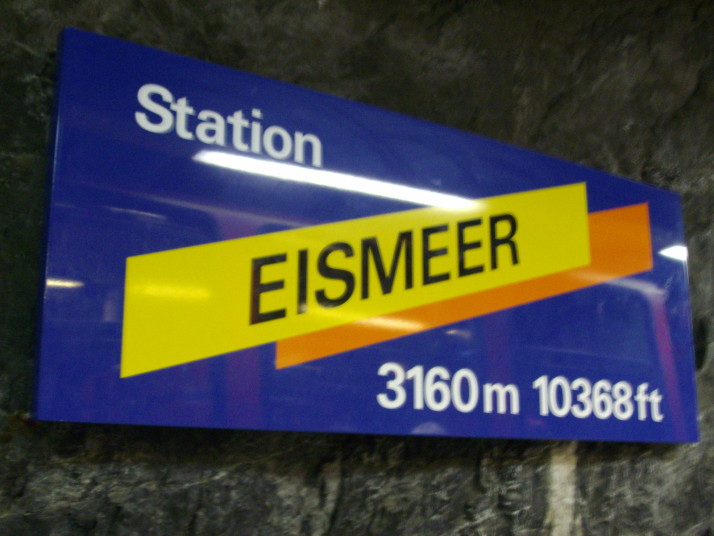 Station
EISMEER
3160m 10368ft